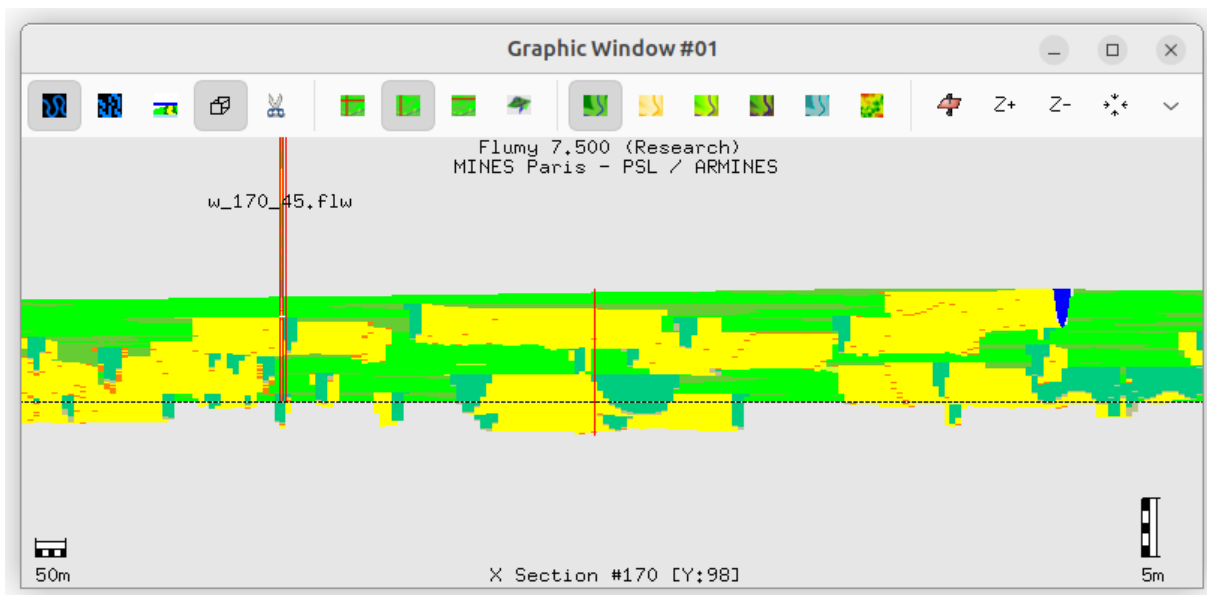 Graphic Window #01
Z+ Z-
Flumy 7.500 (Research)
MINES Paris - PSL / ARMINES
w_170_45.flw
50m
X Section #170 [Y:98]
5m